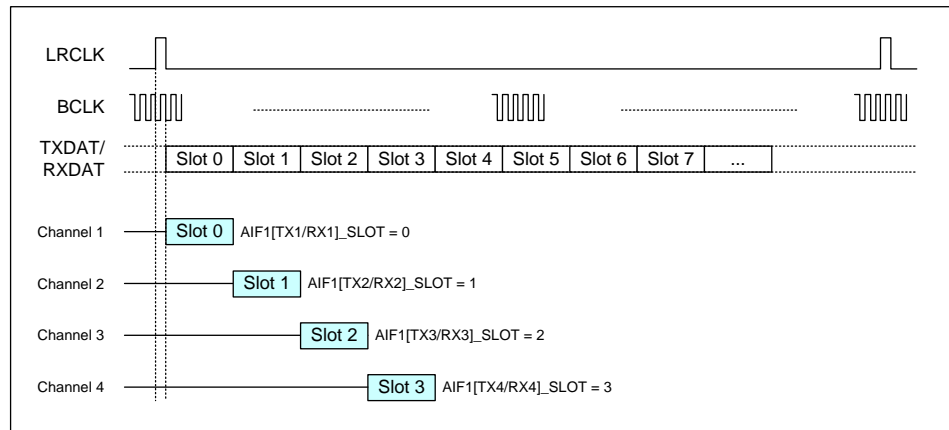 LRCLK
BCLK
TXDAT/
RXDAT
Slot 0 Slot 1 Slot 2 Slot 3 Slot 4 Slot 5 Slot 6 Slot 7 ...
Channel 1 Slot 0 AIF1[TX1/RX1]_SLOT = 0
Channel 2 Slot 1 AIF1[TX2/RX2]_SLOT = 1
Channel 3 Slot 2 AIF1[TX3/RX3]_SLOT = 2
Channel 4 Slot 3 AIF1[TX4/RX4]_SLOT = 3